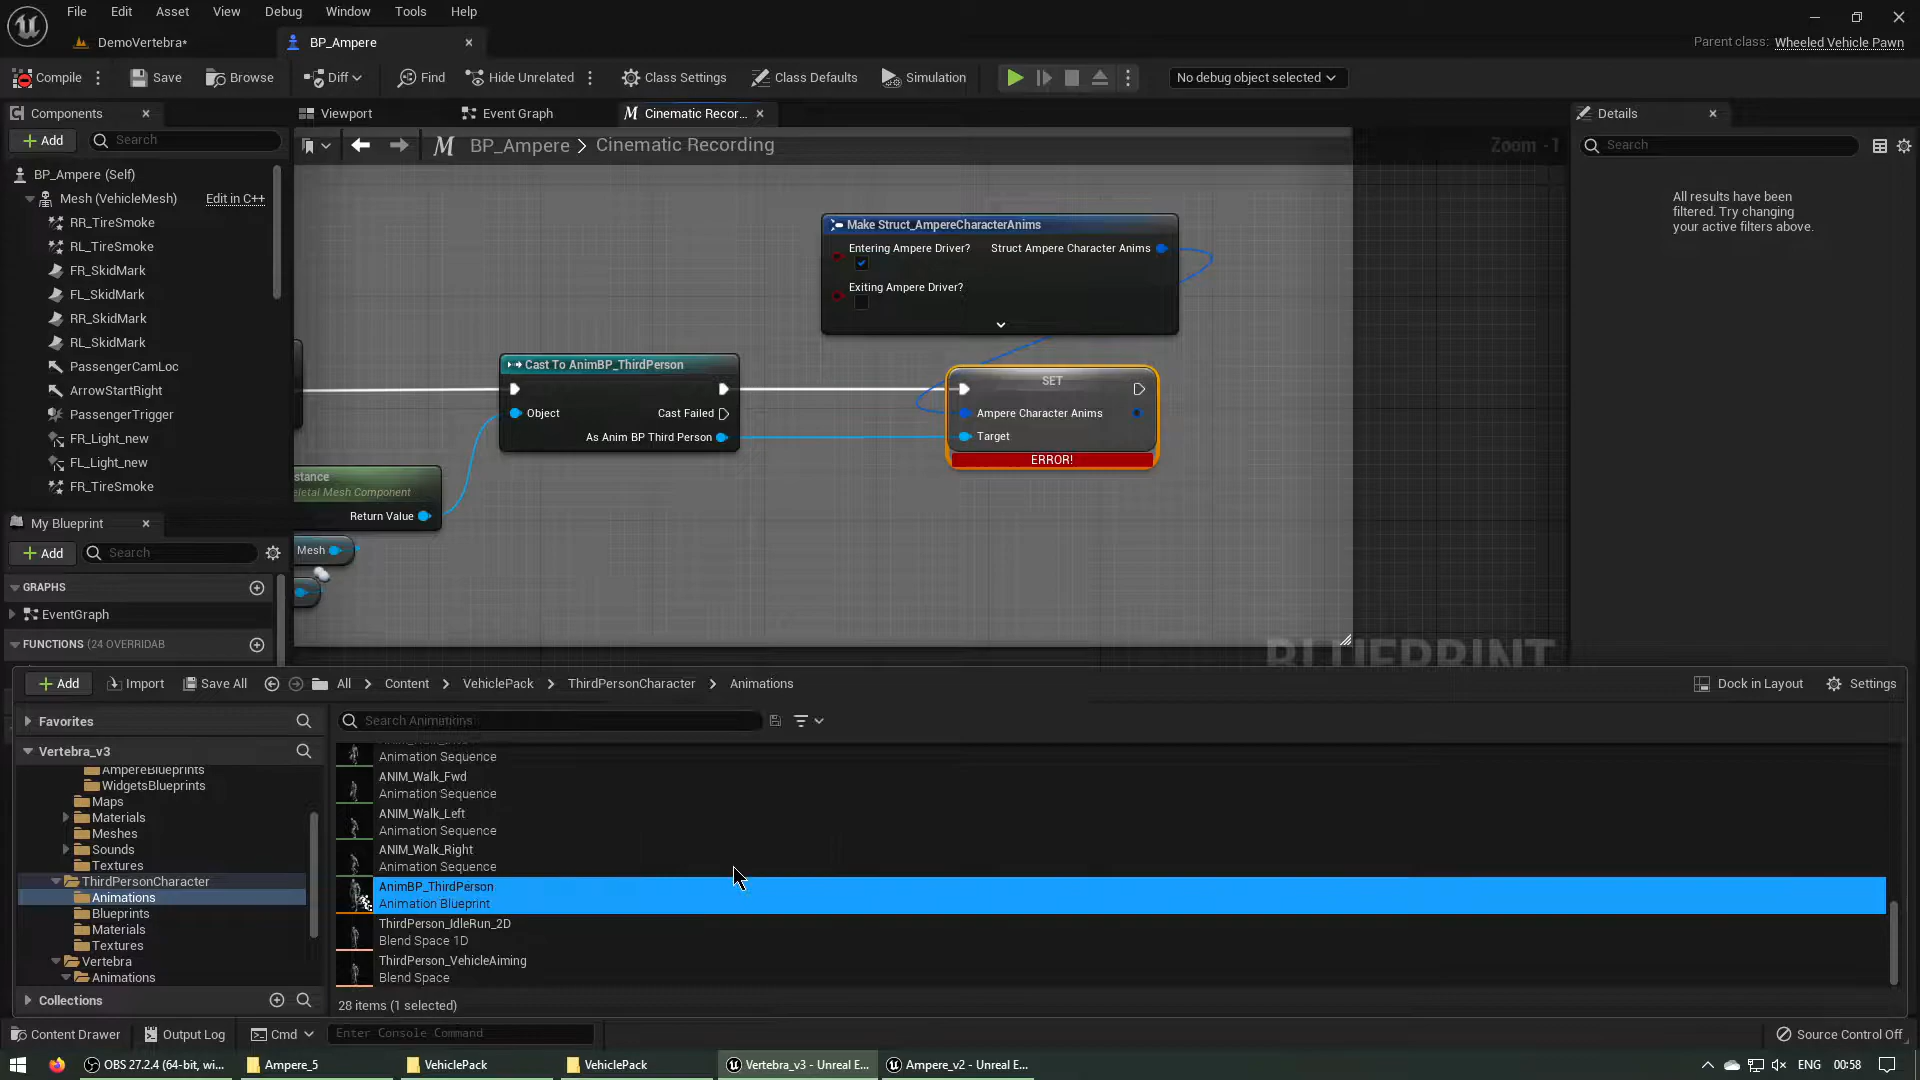 File Edit Asset View Debug Window Tools Help
DemoVertebra*
BP_Ampere
Parent class: Wheeled Vehicle Pawn
Compile
Save
Browse
Diff
Find
Hide Unrelated
Class Settings
Class Defaults
Simulation
No debug object selected
Components
Viewport
Event Graph
Cinematic Recor...
Details
Add
Search
BP_Ampere > Cinematic Recording
Zoom -1
Search
All results have been
filtered. Try changing
your active filters above.
BP_Ampere (Self)
Mesh (VehicleMesh) Edit in C++
RR_TireSmoke
RL_TireSmoke
FR_SkidMark
FL_SkidMark
RR_SkidMark
RL_SkidMark
PassengerCamLoc
ArrowStartRight
PassengerTrigger
FR_Light_new
FL_Light_new
FR_TireSmoke
Make Struct_AmpereCharacterAnims
Entering Ampere Driver? Struct Ampere Character Anims
Exiting Ampere Driver?
Cast To AnimBP_ThirdPerson
Object Cast Failed
As Anim BP Third Person
SET
Ampere Character Anims
Target
ERROR!
stance
eletal Mesh Component
Return Value
Mesh
BLUEPRINT
My Blueprint
Add
Search
GRAPHS
EventGraph
FUNCTIONS (24 OVERRIDAB
Add
Import
Save All
All > Content > VehiclePack > ThirdPersonCharacter > Animations
Dock in Layout
Settings
Favorites
Search Animations
Vertebra_v3
AmpereBlueprints
WidgetsBlueprints
Maps
Materials
Meshes
Sounds
Textures
ThirdPersonCharacter
Animations
Blueprints
Materials
Textures
Vertebra
Animations
Collections
Animation Sequence
ANIM_Walk_Fwd
Animation Sequence
ANIM_Walk_Left
Animation Sequence
ANIM_Walk_Right
Animation Sequence
AnimBP_ThirdPerson
Animation Blueprint
ThirdPerson_IdleRun_2D
Blend Space 1D
ThirdPerson_VehicleAiming
Blend Space
28 items (1 selected)
Content Drawer
Output Log
Cmd
Enter Console Command
Source Control Off
OBS 27.2.4 (64-bit, wi...
Ampere_5
VehiclePack
VehiclePack
Vertebra_v3 - Unreal E...
Ampere_v2 - Unreal E...
ENG
00:58